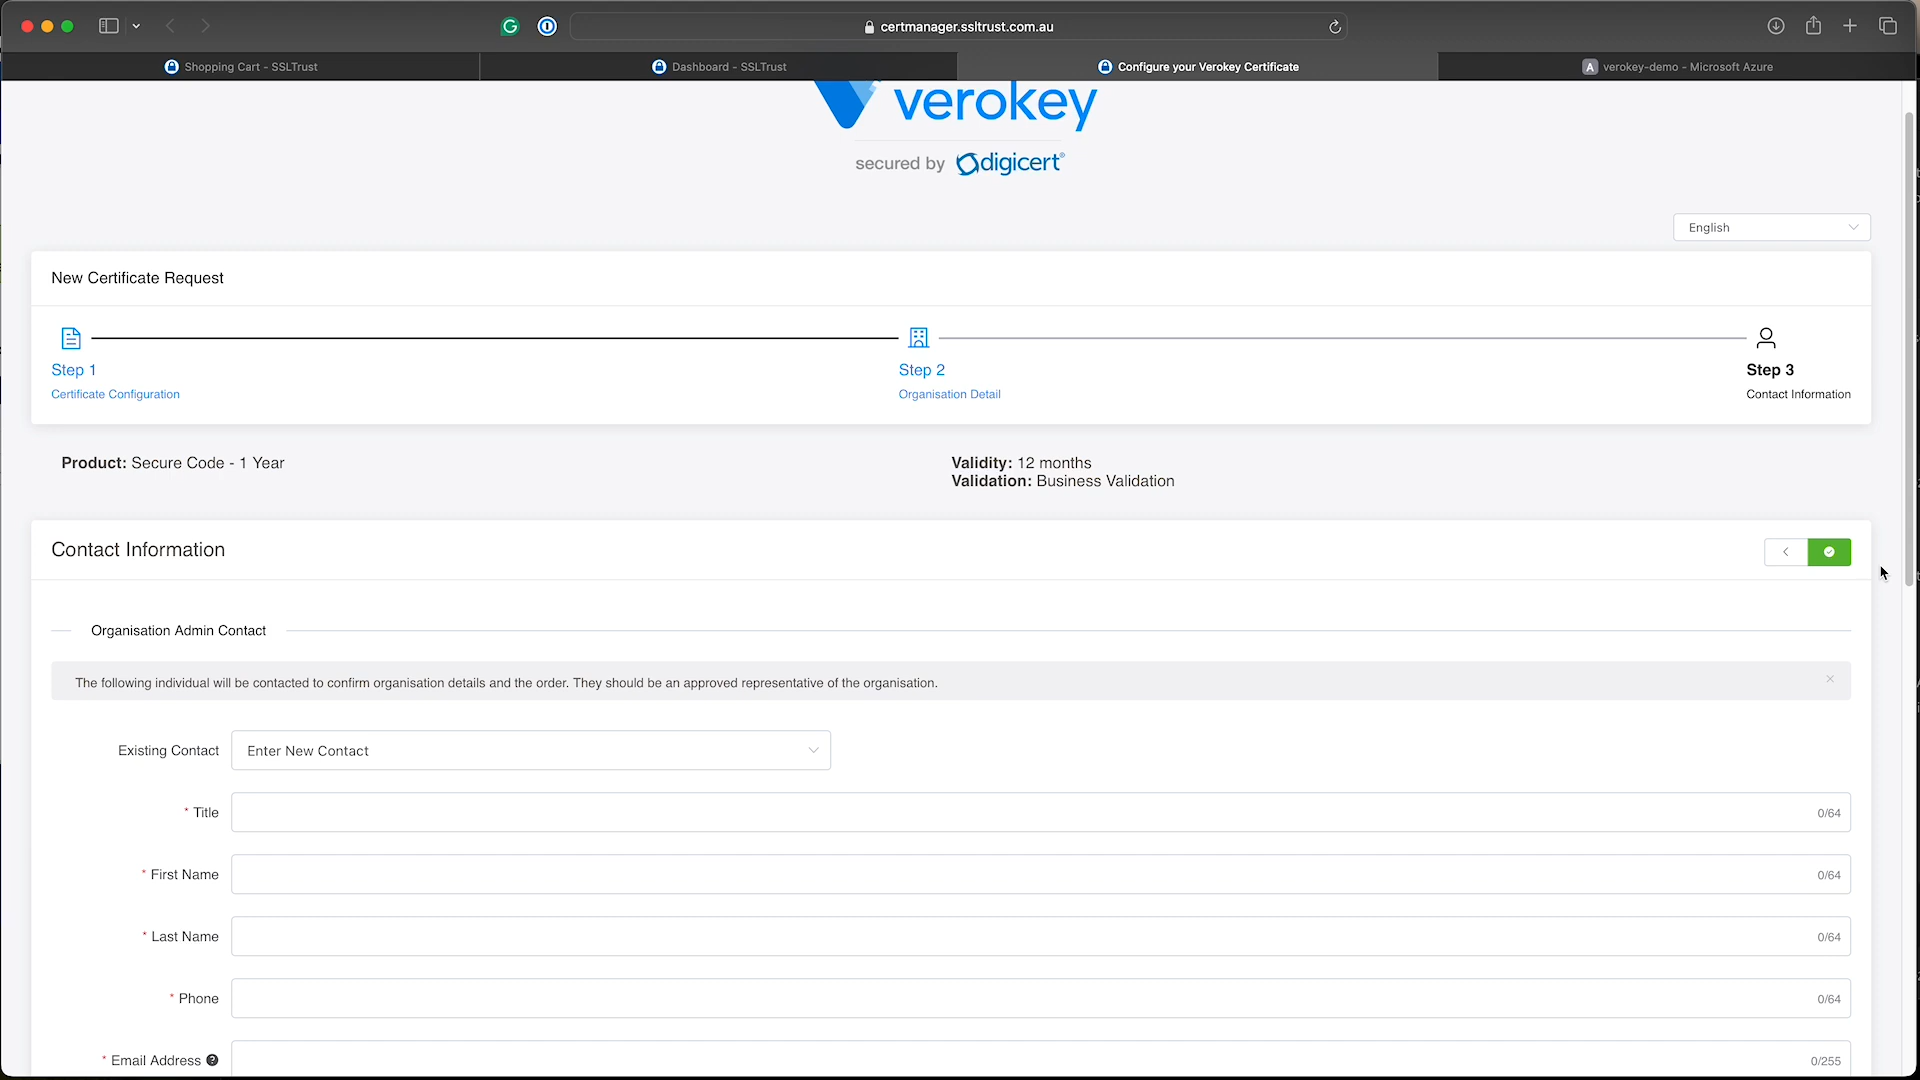 certmanager.ssltrust.com.au
Shopping Cart - SSLTrust
Dashboard - SSLTrust
Configure your Verokey Certificate
A verokey-demo - Microsoft Azure
verokey
secured by digicert®
English
New Certificate Request
Step 1
Step 2
Step 3
Certificate Configuration
Organisation Detail
Contact Information
Product: Secure Code - 1 Year
Validity: 12 months
Validation: Business Validation
Contact Information
Organisation Admin Contact
The following individual will be contacted to confirm organisation details and the order. They should be an approved representative of the organisation.
Existing Contact
Enter New Contact
* Title
0/64
* First Name
0/64
* Last Name
0/64
* Phone
0/64
* Email Address ?
0/255